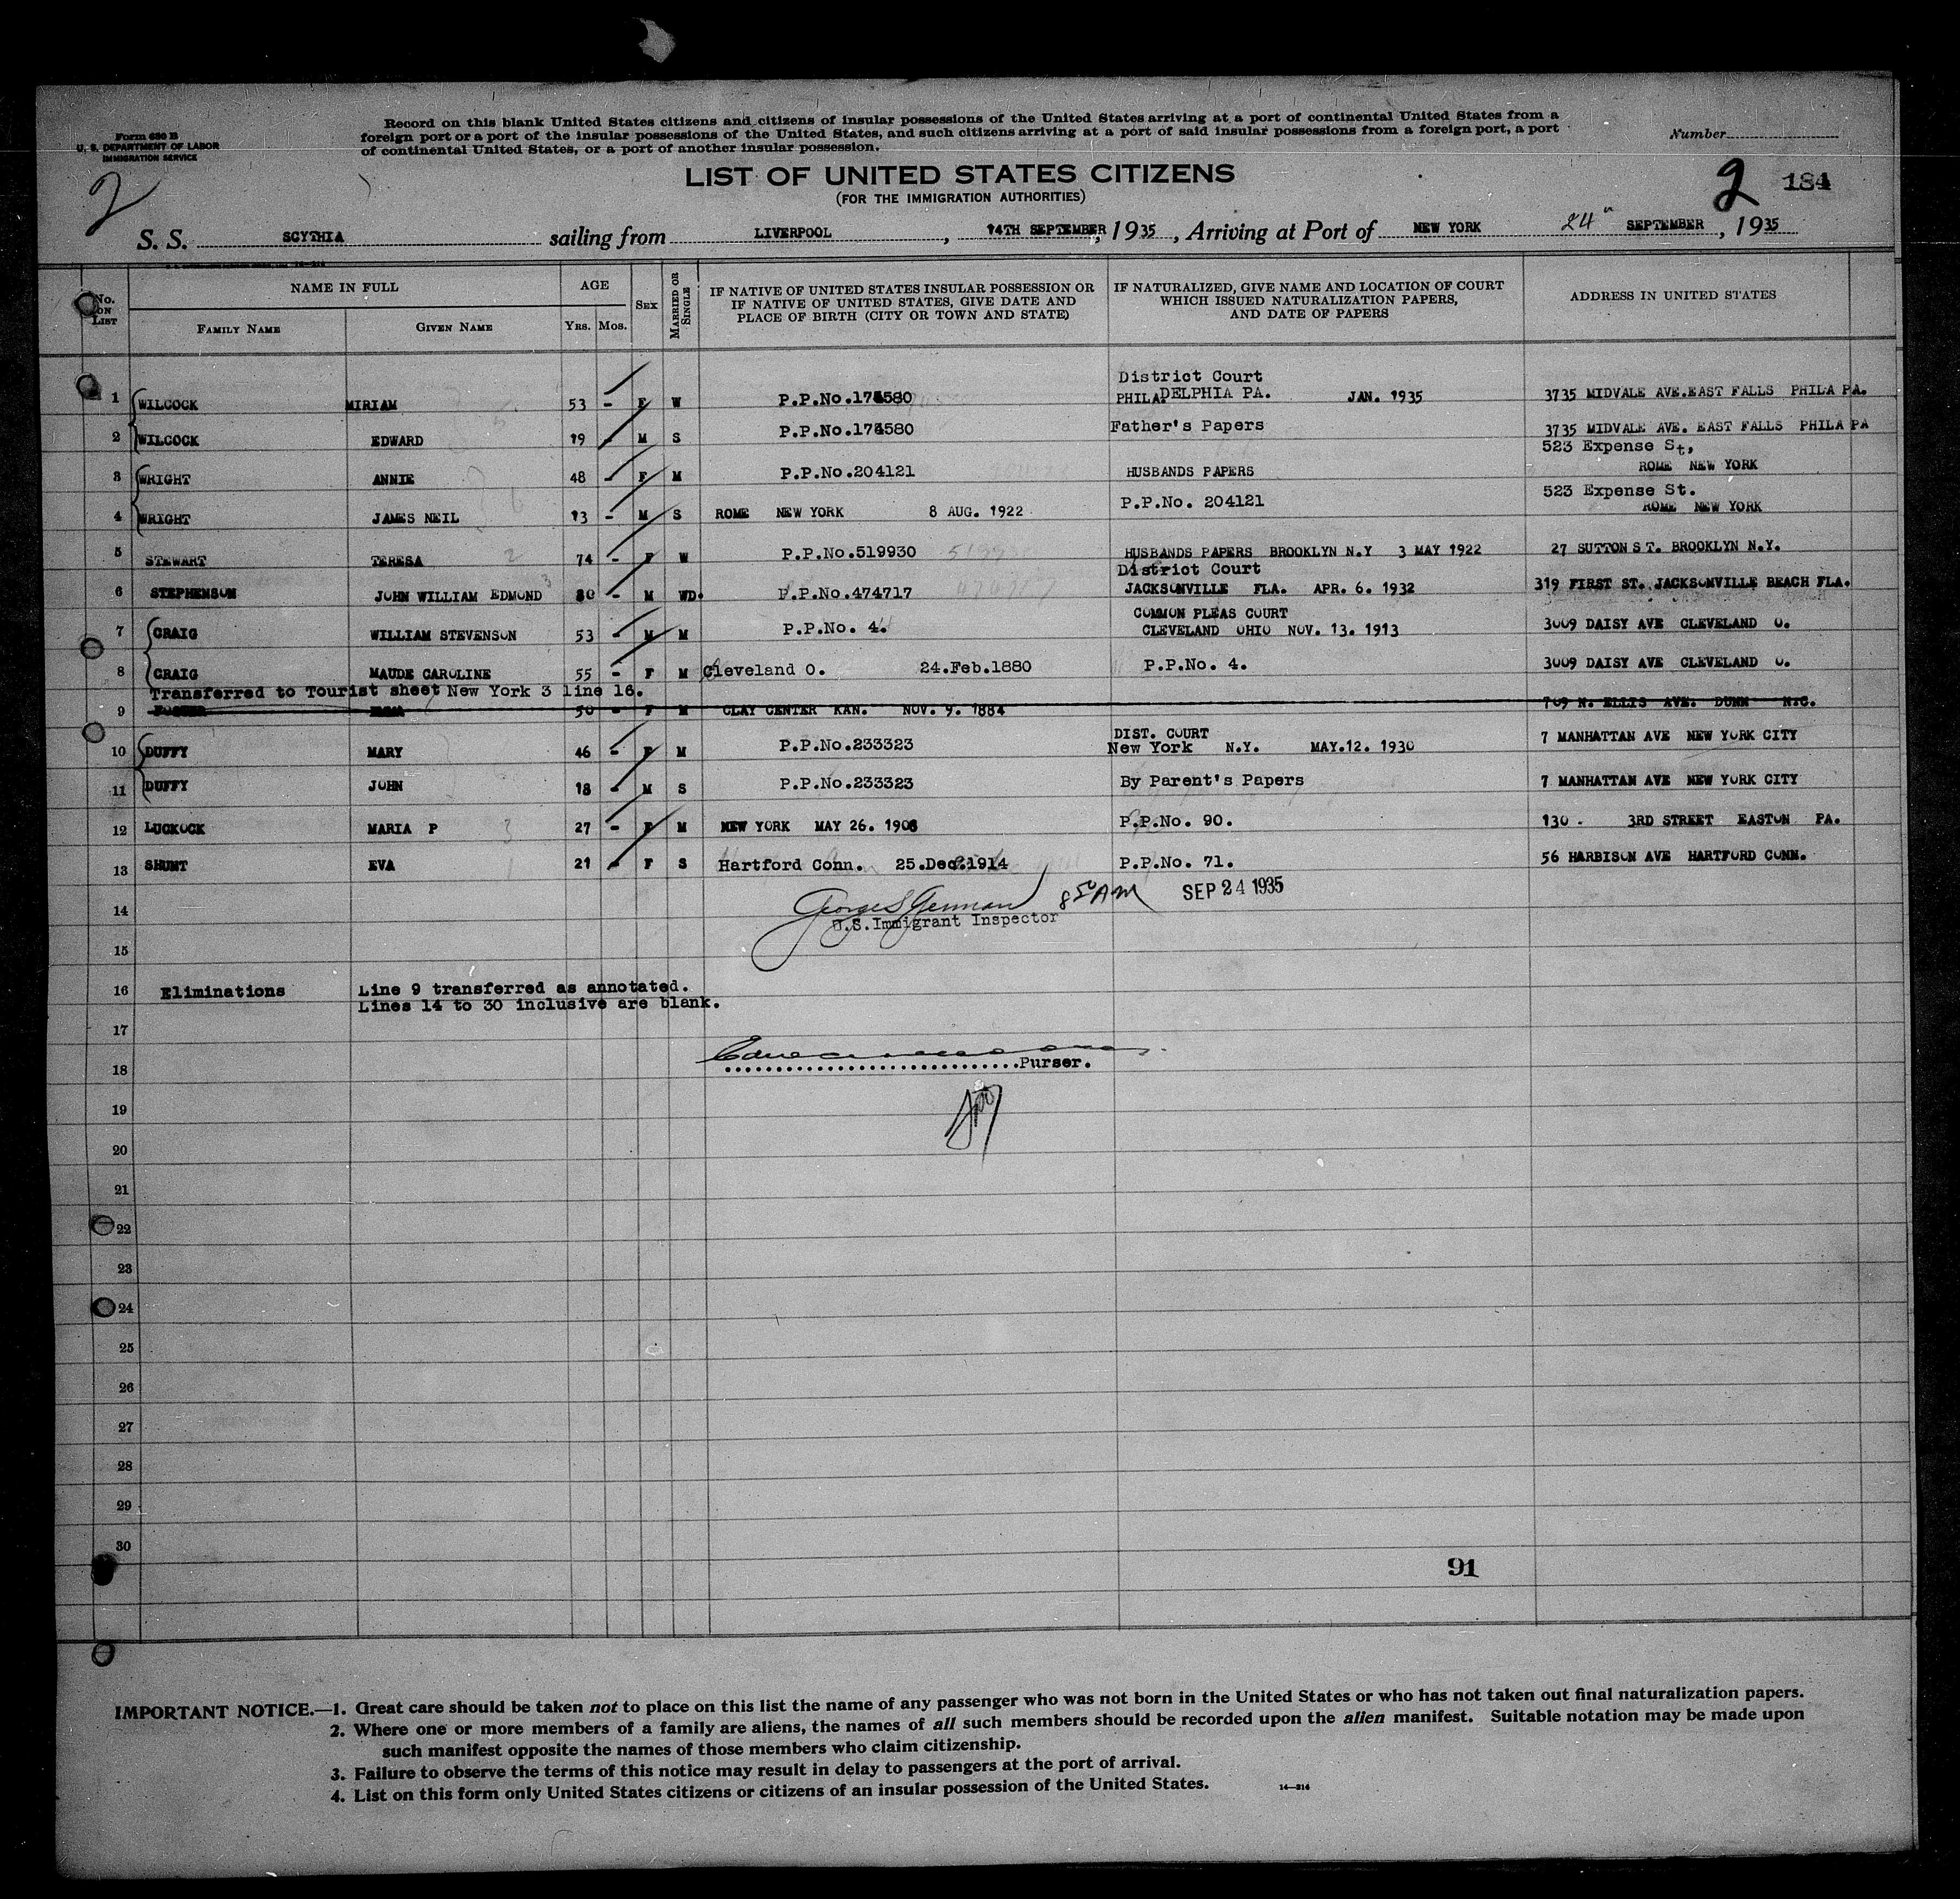 Form 630 B
U. S. DEPARTMENT OF LABOR
IMMIGRATION SERVICE
Record on this blank United States citizens and citizens of insular possessions of the United States arriving at a port of continental United States from a
foreign port or a port of the insular possessions of the United States, and such citizens arriving at a port of said insular possessions from a foreign port, a port
of continental United States, or a port of another insular possession.
Number
2
LIST OF UNITED STATES CITIZENS
(FOR THE IMMIGRATION AUTHORITIES)
2 184
S. S. SCYTHIA sailing from LIVERPOOL, 14TH SEPTEMBER, 1935, Arriving at Port of NEW YORK 24" SEPTEMBER, 1935
No. ON LIST NAME IN FULL AGE SEX MARRIED OR SINGLE
FAMILY NAME GIVEN NAME YRS. MOS.
IF NATIVE OF UNITED STATES INSULAR POSSESSION OR
IF NATIVE OF UNITED STATES, GIVE DATE AND
PLACE OF BIRTH (CITY OR TOWN AND STATE)
IF NATURALIZED, GIVE NAME AND LOCATION OF COURT
WHICH ISSUED NATURALIZATION PAPERS,
AND DATE OF PAPERS
ADDRESS IN UNITED STATES
District Court
1 WILCOCK MIRIAM 53 - F W P.P.No.174580 PHILADELPHIA PA. JAN. 1935 3735 MIDVALE AVE.EAST FALLS PHILA PA.
2 WILCOCK EDWARD 19 - M S P.P.No.174580 Father's Papers 3735 MIDVALE AVE. EAST FALLS PHILA PA
523 Expense St,
3 WRIGHT ANNIE 48 - F M P.P.No.204121 HUSBANDS PAPERS ROME NEW YORK
523 Expense St.
4 WRIGHT JAMES NEIL 13 - M S ROME NEW YORK 8 AUG. 1922 P.P.No. 204121 ROME NEW YORK
5 STEWART TERESA 2 74 - F W P.P.No.519930 HUSBANDS PAPERS BROOKLYN N.Y 3 MAY 1922 27 SUTTON ST. BROOKLYN N.Y.
District Court
6 STEPHENSON JOHN WILLIAM EDMOND 3 80 - M WD. P.P.No.474717 JACKSONVILLE FLA. APR. 6. 1932 319 FIRST ST. JACKSONVILLE BEACH FLA.
COMMON PLEAS COURT
7 CRAIG WILLIAM STEVENSON 53 - M M P.P.No. 4. CLEVELAND OHIO NOV. 13. 1913 3009 DAISY AVE CLEVELAND O.
8 CRAIG MAUDE CAROLINE 55 - F M Cleveland O. 24.Feb.1880 P.P.No. 4. 3009 DAISY AVE CLEVELAND O.
Transferred to Tourist sheet New York 3 line 16.
9 FOSTER EMMA 50 - F M CLAY CENTER KAN. NOV. 9. 1884 709 N. ELLIS AVE. DUNN N.C.
DIST. COURT
10 DUFFY MARY 46 - F M P.P.No.233323 New York N.Y. MAY.12. 1930 7 MANHATTAN AVE NEW YORK CITY
11 DUFFY JOHN 18 - M S P.P.No.233323 By Parent's Papers 7 MANHATTAN AVE NEW YORK CITY
12 LUCKOCK MARIA P 3 27 - F M NEW YORK MAY 26. 1908 P.P.No. 90. 130 - 3RD STREET EASTON PA.
13 SHUNT EVA 1 21 - F S Hartford Conn. 25.Dec.1914 P.P.No. 71. 56 HARBISON AVE HARTFORD CONN.
14 George S German 8 50 AM SEP 24 1935
U.S.Immigrant Inspector
15
16 Eliminations Line 9 transferred as annotated.
Lines 14 to 30 inclusive are blank.
17
18 Purser.
19
20
21
22
23
24
25
26
27
28
29
30
91
IMPORTANT NOTICE.—1. Great care should be taken not to place on this list the name of any passenger who was not born in the United States or who has not taken out final naturalization papers.
2. Where one or more members of a family are aliens, the names of all such members should be recorded upon the alien manifest. Suitable notation may be made upon
such manifest opposite the names of those members who claim citizenship.
3. Failure to observe the terms of this notice may result in delay to passengers at the port of arrival.
4. List on this form only United States citizens or citizens of an insular possession of the United States. 14—314